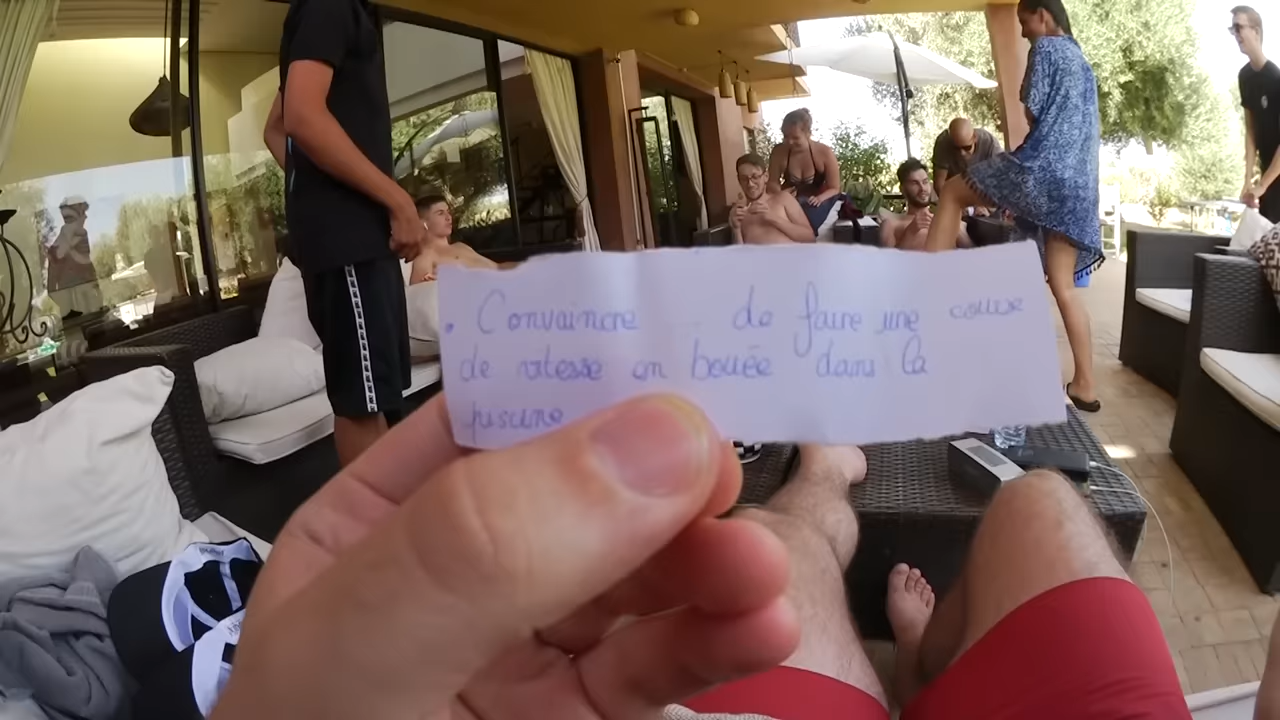 • Convaincre de faire une course
de vitesse en bouée dans la
piscine